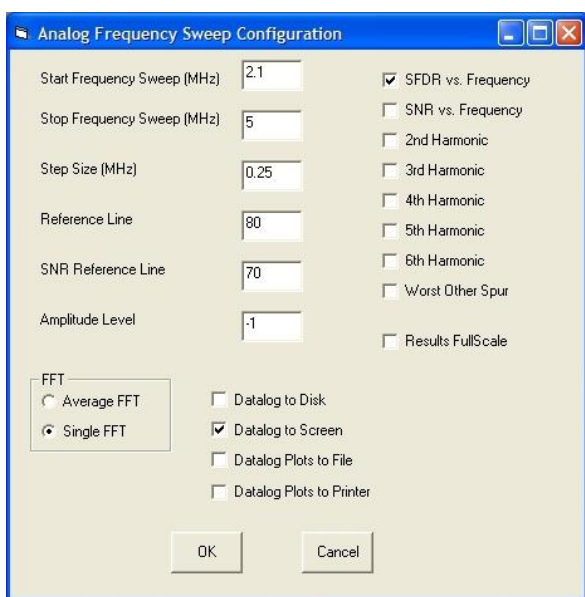 Analog Frequency Sweep Configuration
Start Frequency Sweep (MHz) 2.1
Stop Frequency Sweep (MHz) 5
Step Size (MHz) 0.25
Reference Line 80
SNR Reference Line 70
Amplitude Level -1
SFDR vs. Frequency
SNR vs. Frequency
2nd Harmonic
3rd Harmonic
4th Harmonic
5th Harmonic
6th Harmonic
Worst Other Spur
Results FullScale
FFT
Average FFT
Single FFT
Datalog to Disk
Datalog to Screen
Datalog Plots to File
Datalog Plots to Printer
OK
Cancel